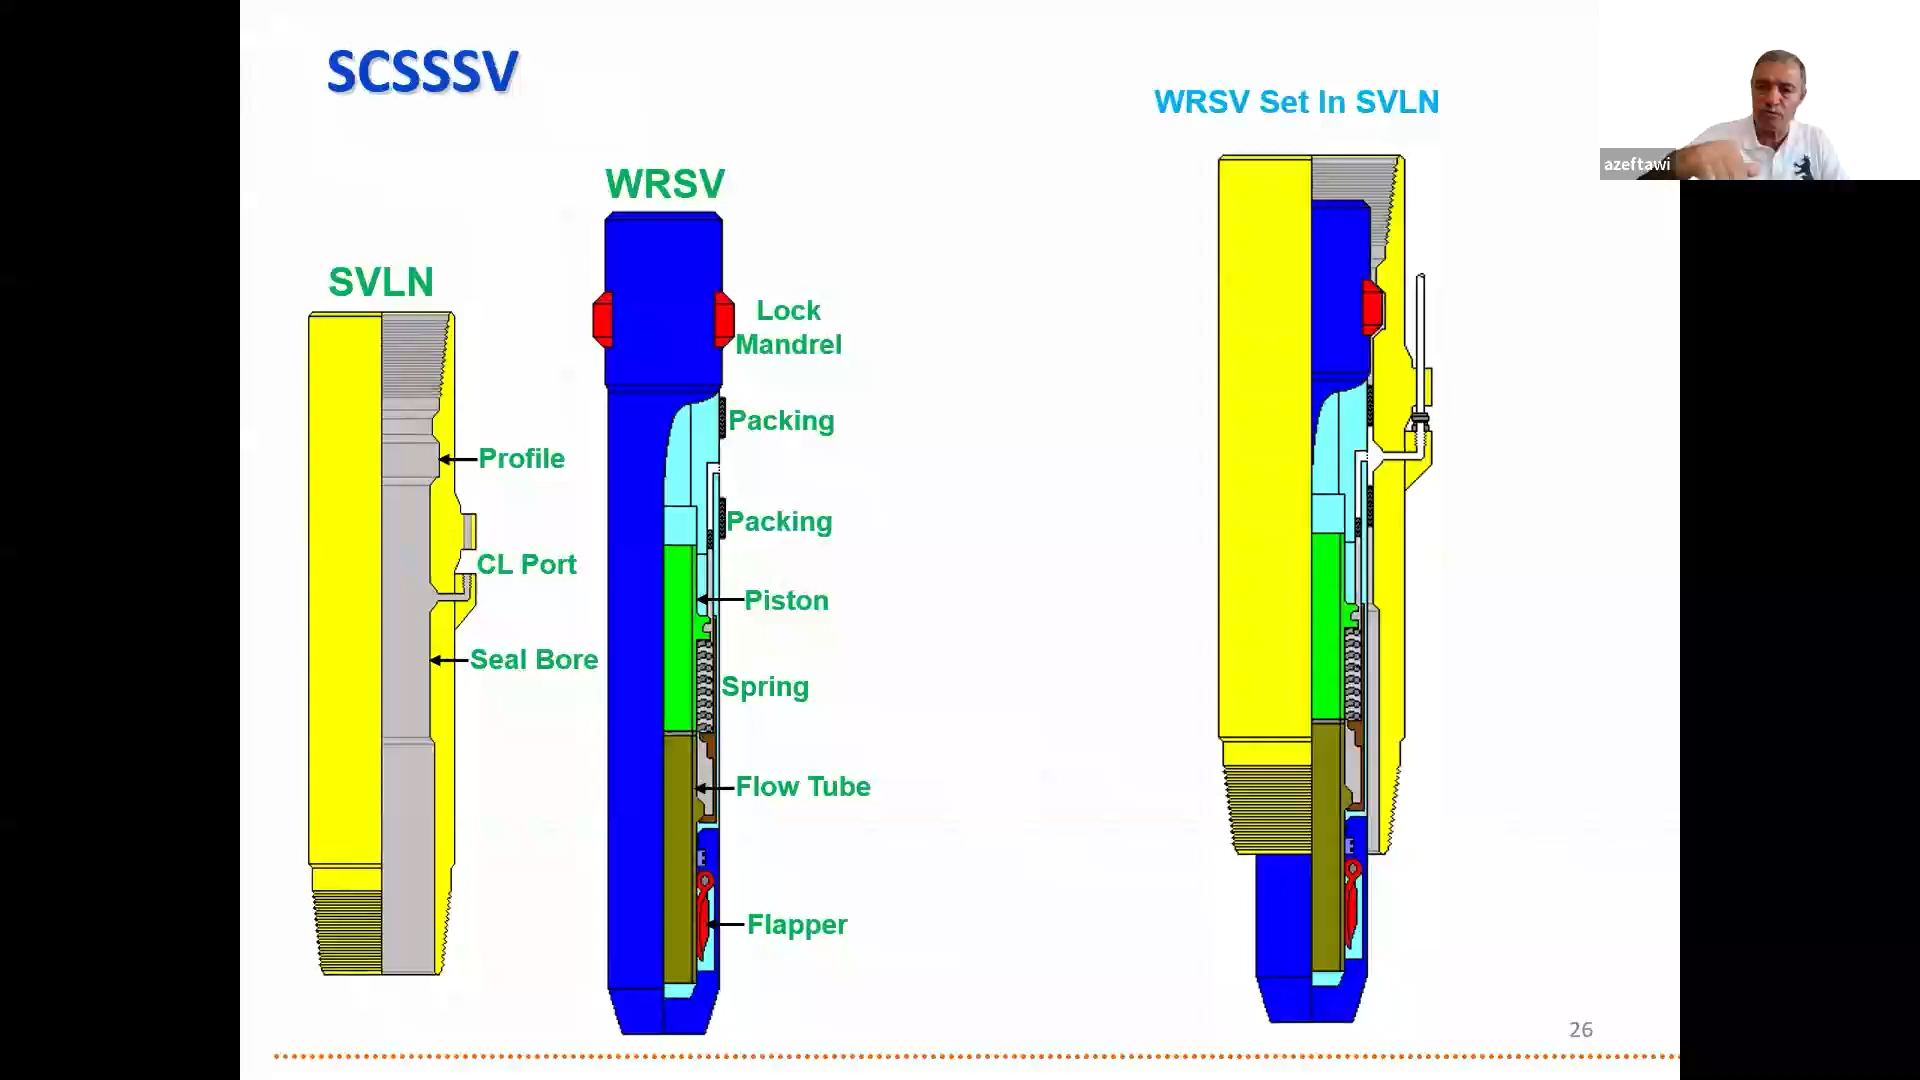 SCSSSV
WRSV Set In SVLN
azeftawi
WRSV
SVLN
Lock
Mandrel
Packing
Profile
Packing
CL Port
Piston
Seal Bore
Spring
Flow Tube
Flapper
26